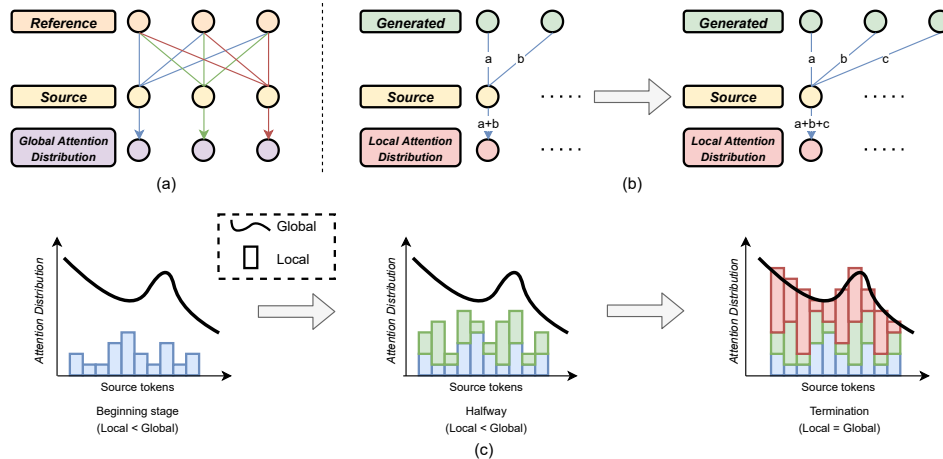 Reference
Source
Global Attention
Distribution
(a)
Generated
a
b
Source
.....
a+b
Local Attention
Distribution
.....
Generated
a
b
c
Source
.....
a+b+c
Local Attention
Distribution
.....
(b)
Global
Local
Attention Distribution
Source tokens
Beginning stage
(Local < Global)
Attention Distribution
Source tokens
Halfway
(Local < Global)
Attention Distribution
Source tokens
Termination
(Local = Global)
(c)